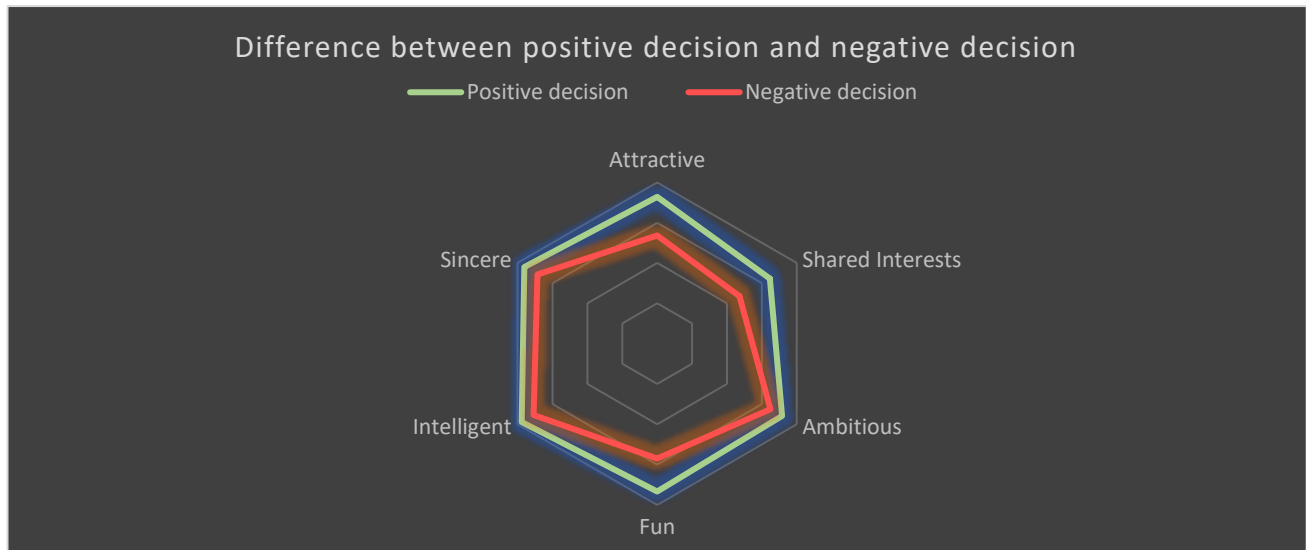 Difference between positive decision and negative decision
Positive decision Negative decision
Attractive
Sincere Shared Interests
Intelligent Ambitious
Fun